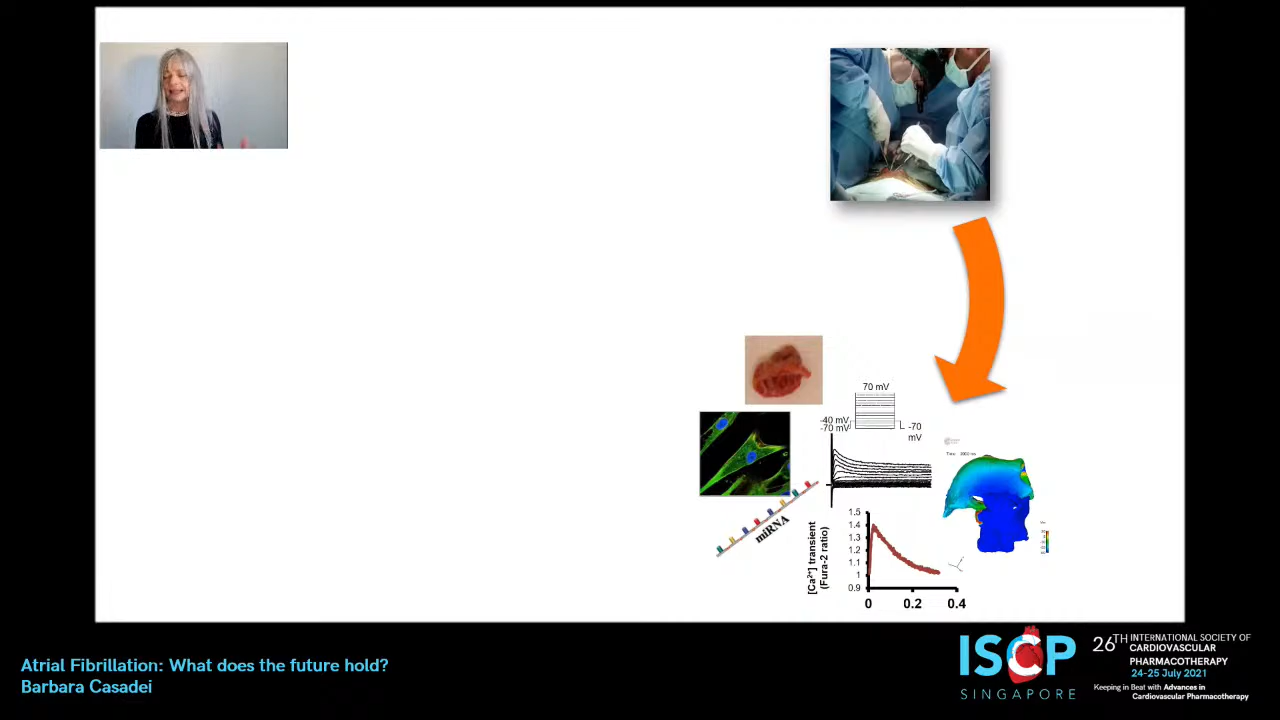 70 mV
-40 mV
-70 mV
-70
mV
miRNA
[Ca2+] transient
(Fura-2 ratio)
1.5
1.4
1.3
1.2
1.1
1
0.9
0
0.2
0.4
Atrial Fibrillation: What does the future hold?
Barbara Casadei
ISCP
SINGAPORE
26TH INTERNATIONAL SOCIETY OF
CARDIOVASCULAR
PHARMACOTHERAPY
24-25 July 2021
Keeping in Beat with Advances in
Cardiovascular Pharmacotherapy